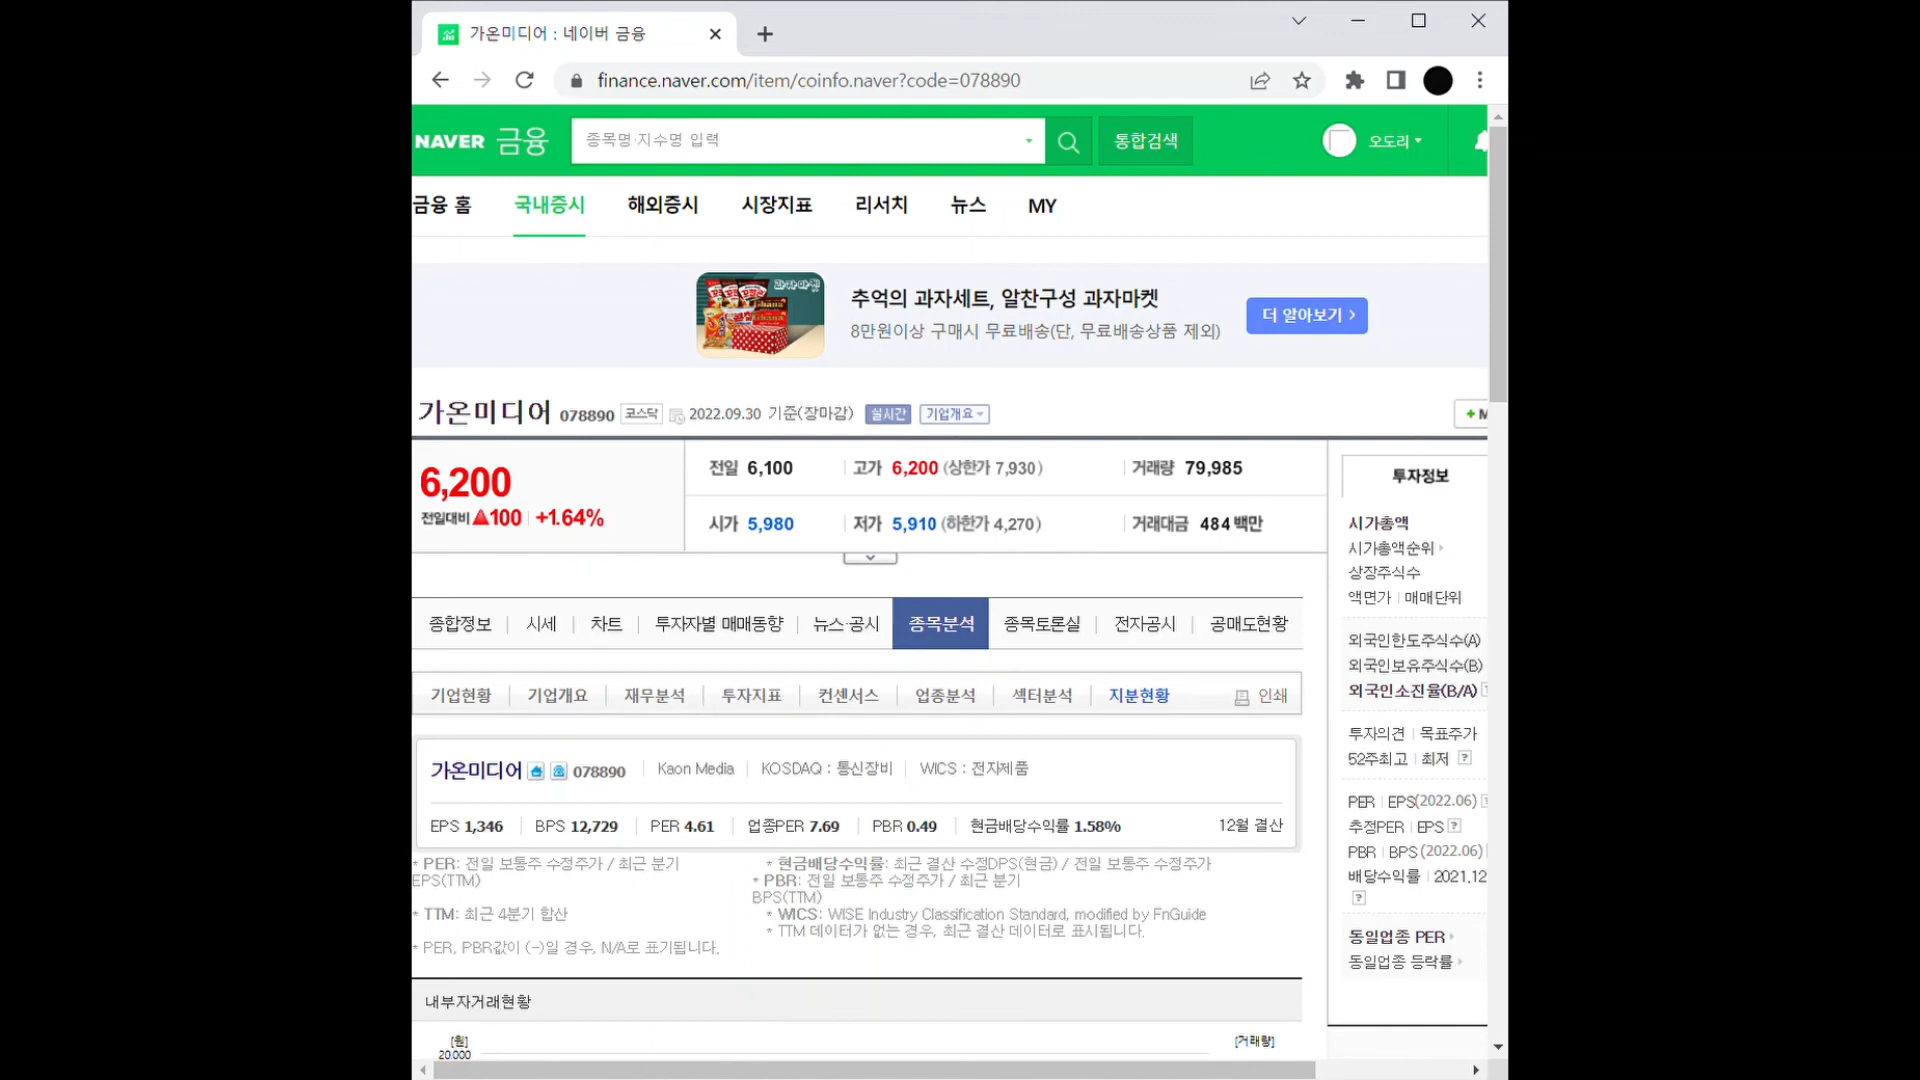 가온미디어 : 네이버 금융
finance.naver.com/item/coinfo.naver?code=078890
NAVER 금융 종목명·지수명 입력 통합검색 오도리
금융 홈 국내증시 해외증시 시장지표 리서치 뉴스 MY
추억의 과자세트, 알찬구성 과자마켓
8만원이상 구매시 무료배송(단, 무료배송상품 제외)
더 알아보기
가온미디어 078890 코스닥 2022.09.30 기준(장마감) 실시간 기업개요
6,200
전일대비 ▲100 +1.64%
전일 6,100 고가 6,200 (상한가 7,930) 거래량 79,985
시가 5,980 저가 5,910 (하한가 4,270) 거래대금 484 백만
종합정보 시세 차트 투자자별 매매동향 뉴스·공시 종목분석 종목토론실 전자공시 공매도현황
기업현황 기업개요 재무분석 투자지표 컨센서스 업종분석 섹터분석 지분현황 인쇄
가온미디어 078890 Kaon Media KOSDAQ : 통신장비 WICS : 전자제품
EPS 1,346 BPS 12,729 PER 4.61 업종PER 7.69 PBR 0.49 현금배당수익률 1.58% 12월 결산
* PER: 전일 보통주 수정주가 / 최근 분기
EPS(TTM)
* TTM: 최근 4분기 합산
* PER, PBR값이 (-)일 경우, N/A로 표기됩니다.
* 현금배당수익률: 최근 결산 수정DPS(현금) / 전일 보통주 수정주가
* PBR: 전일 보통주 수정주가 / 최근 분기
BPS(TTM)
* WICS: WISE Industry Classification Standard, modified by FnGuide
* TTM 데이터가 없는 경우, 최근 결산 데이터로 표시됩니다.
내부자거래현황
[원] [거래량]
20,000
투자정보
시가총액
시가총액순위
상장주식수
액면가 매매단위
외국인한도주식수(A)
외국인보유주식수(B)
외국인소진율(B/A)
투자의견 목표주가
52주최고 최저
PER EPS(2022.06)
추정PER EPS
PBR BPS (2022.06)
배당수익률 2021.12
동일업종 PER
동일업종 등락률